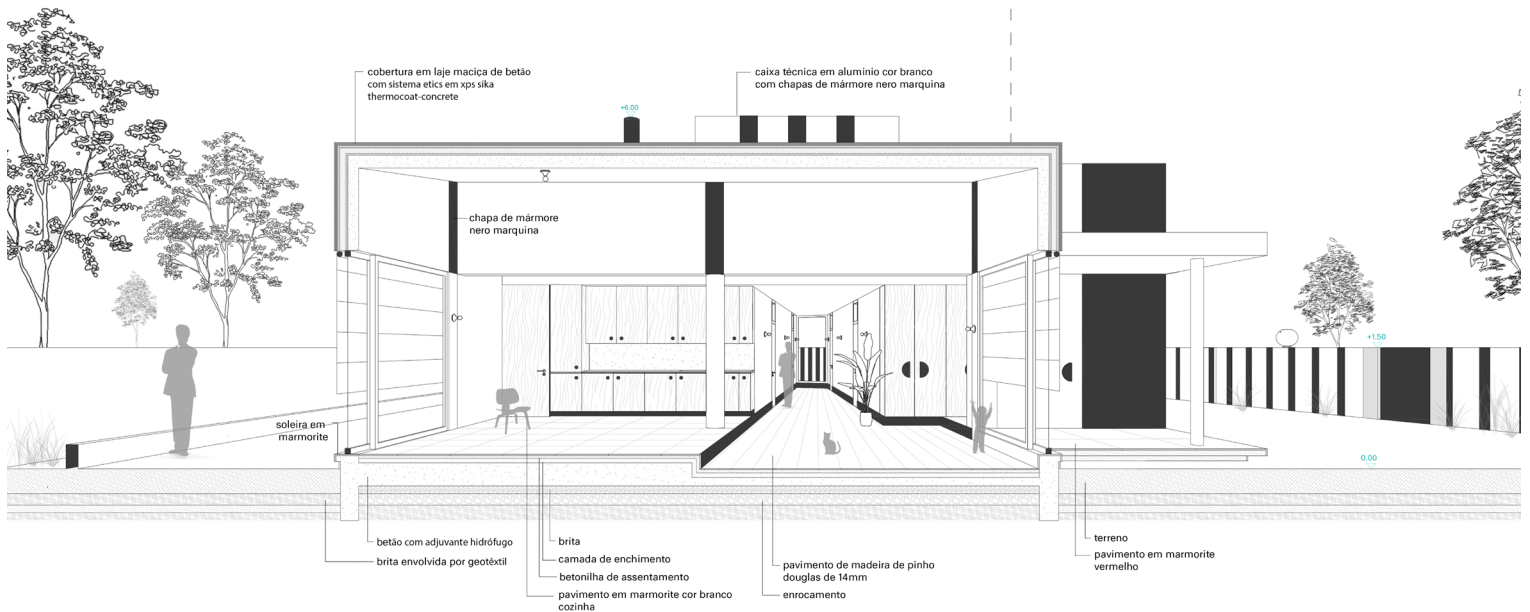 cobertura em laje maciça de betão
com sistema etics em xps sika
thermocoat-concrete
caixa técnica em alumínio cor branco
com chapas de mármore nero marquina
+6.00
chapa de mármore
nero marquina
+1.50
soleira em
marmorite
0,00
betão com adjuvante hidrófugo
brita envolvida por geotêxtil
brita
camada de enchimento
betonilha de assentamento
pavimento em marmorite cor branco
cozinha
pavimento de madeira de pinho
douglas de 14mm
enrocamento
terreno
pavimento em marmorite
vermelho